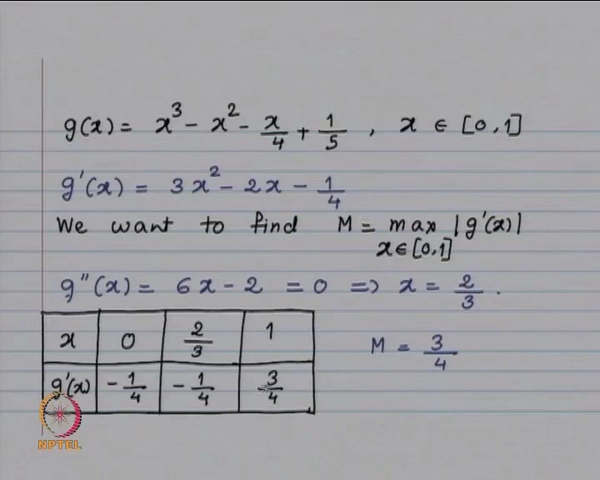 g(x) = x³ - x² - x/4 + 1/5 , x ∈ [0,1]
g'(x) = 3x² - 2x - 1/4
We want to find M = max |g'(x)|
x∈[0,1]
g"(x) = 6x - 2 = 0 => x = 2/3 .
x 0 2/3 1
M = 3/4
g'(x) -1/4 -1/4 -3/4
NPTEL